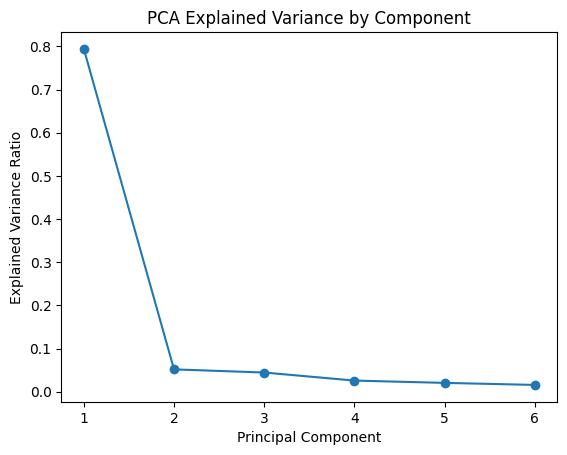 PCA Explained Variance by Component
0.8
0.7
0.6
0.5
0.4
0.3
0.2
0.1
0.0
Explained Variance Ratio
1 2 3 4 5 6
Principal Component